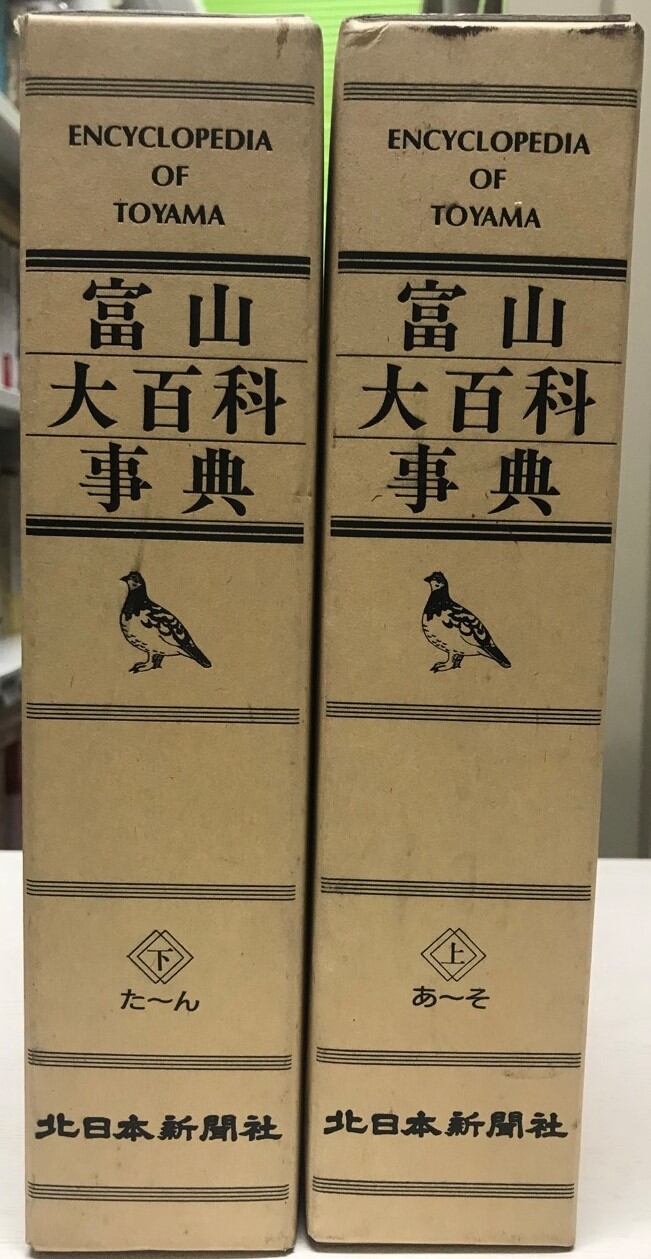 ENCYCLOPEDIA
OF
TOYAMA
富山
大百科
事典
下
た～ん
北日本新聞社
ENCYCLOPEDIA
OF
TOYAMA
富山
大百科
事典
上
あ～そ
北日本新聞社